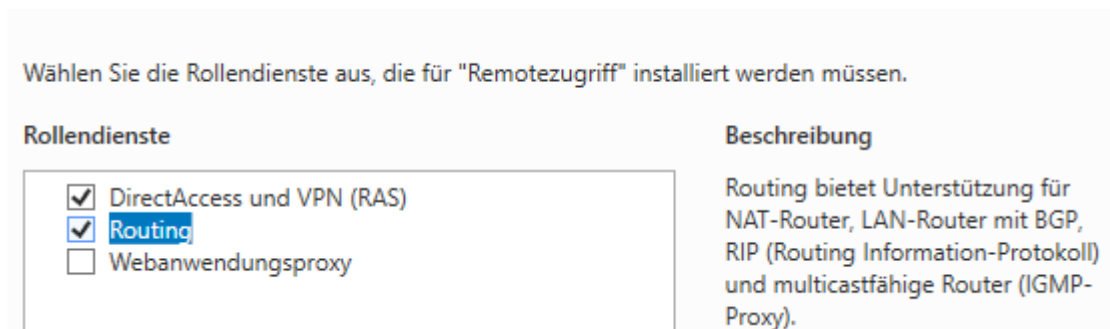 Wählen Sie die Rollendienste aus, die für "Remotezugriff" installiert werden müssen.
Rollendienste
DirectAccess und VPN (RAS)
Routing
Webanwendungsproxy
Beschreibung
Routing bietet Unterstützung für
NAT-Router, LAN-Router mit BGP,
RIP (Routing Information-Protokoll)
und multicastfähige Router (IGMP-
Proxy).